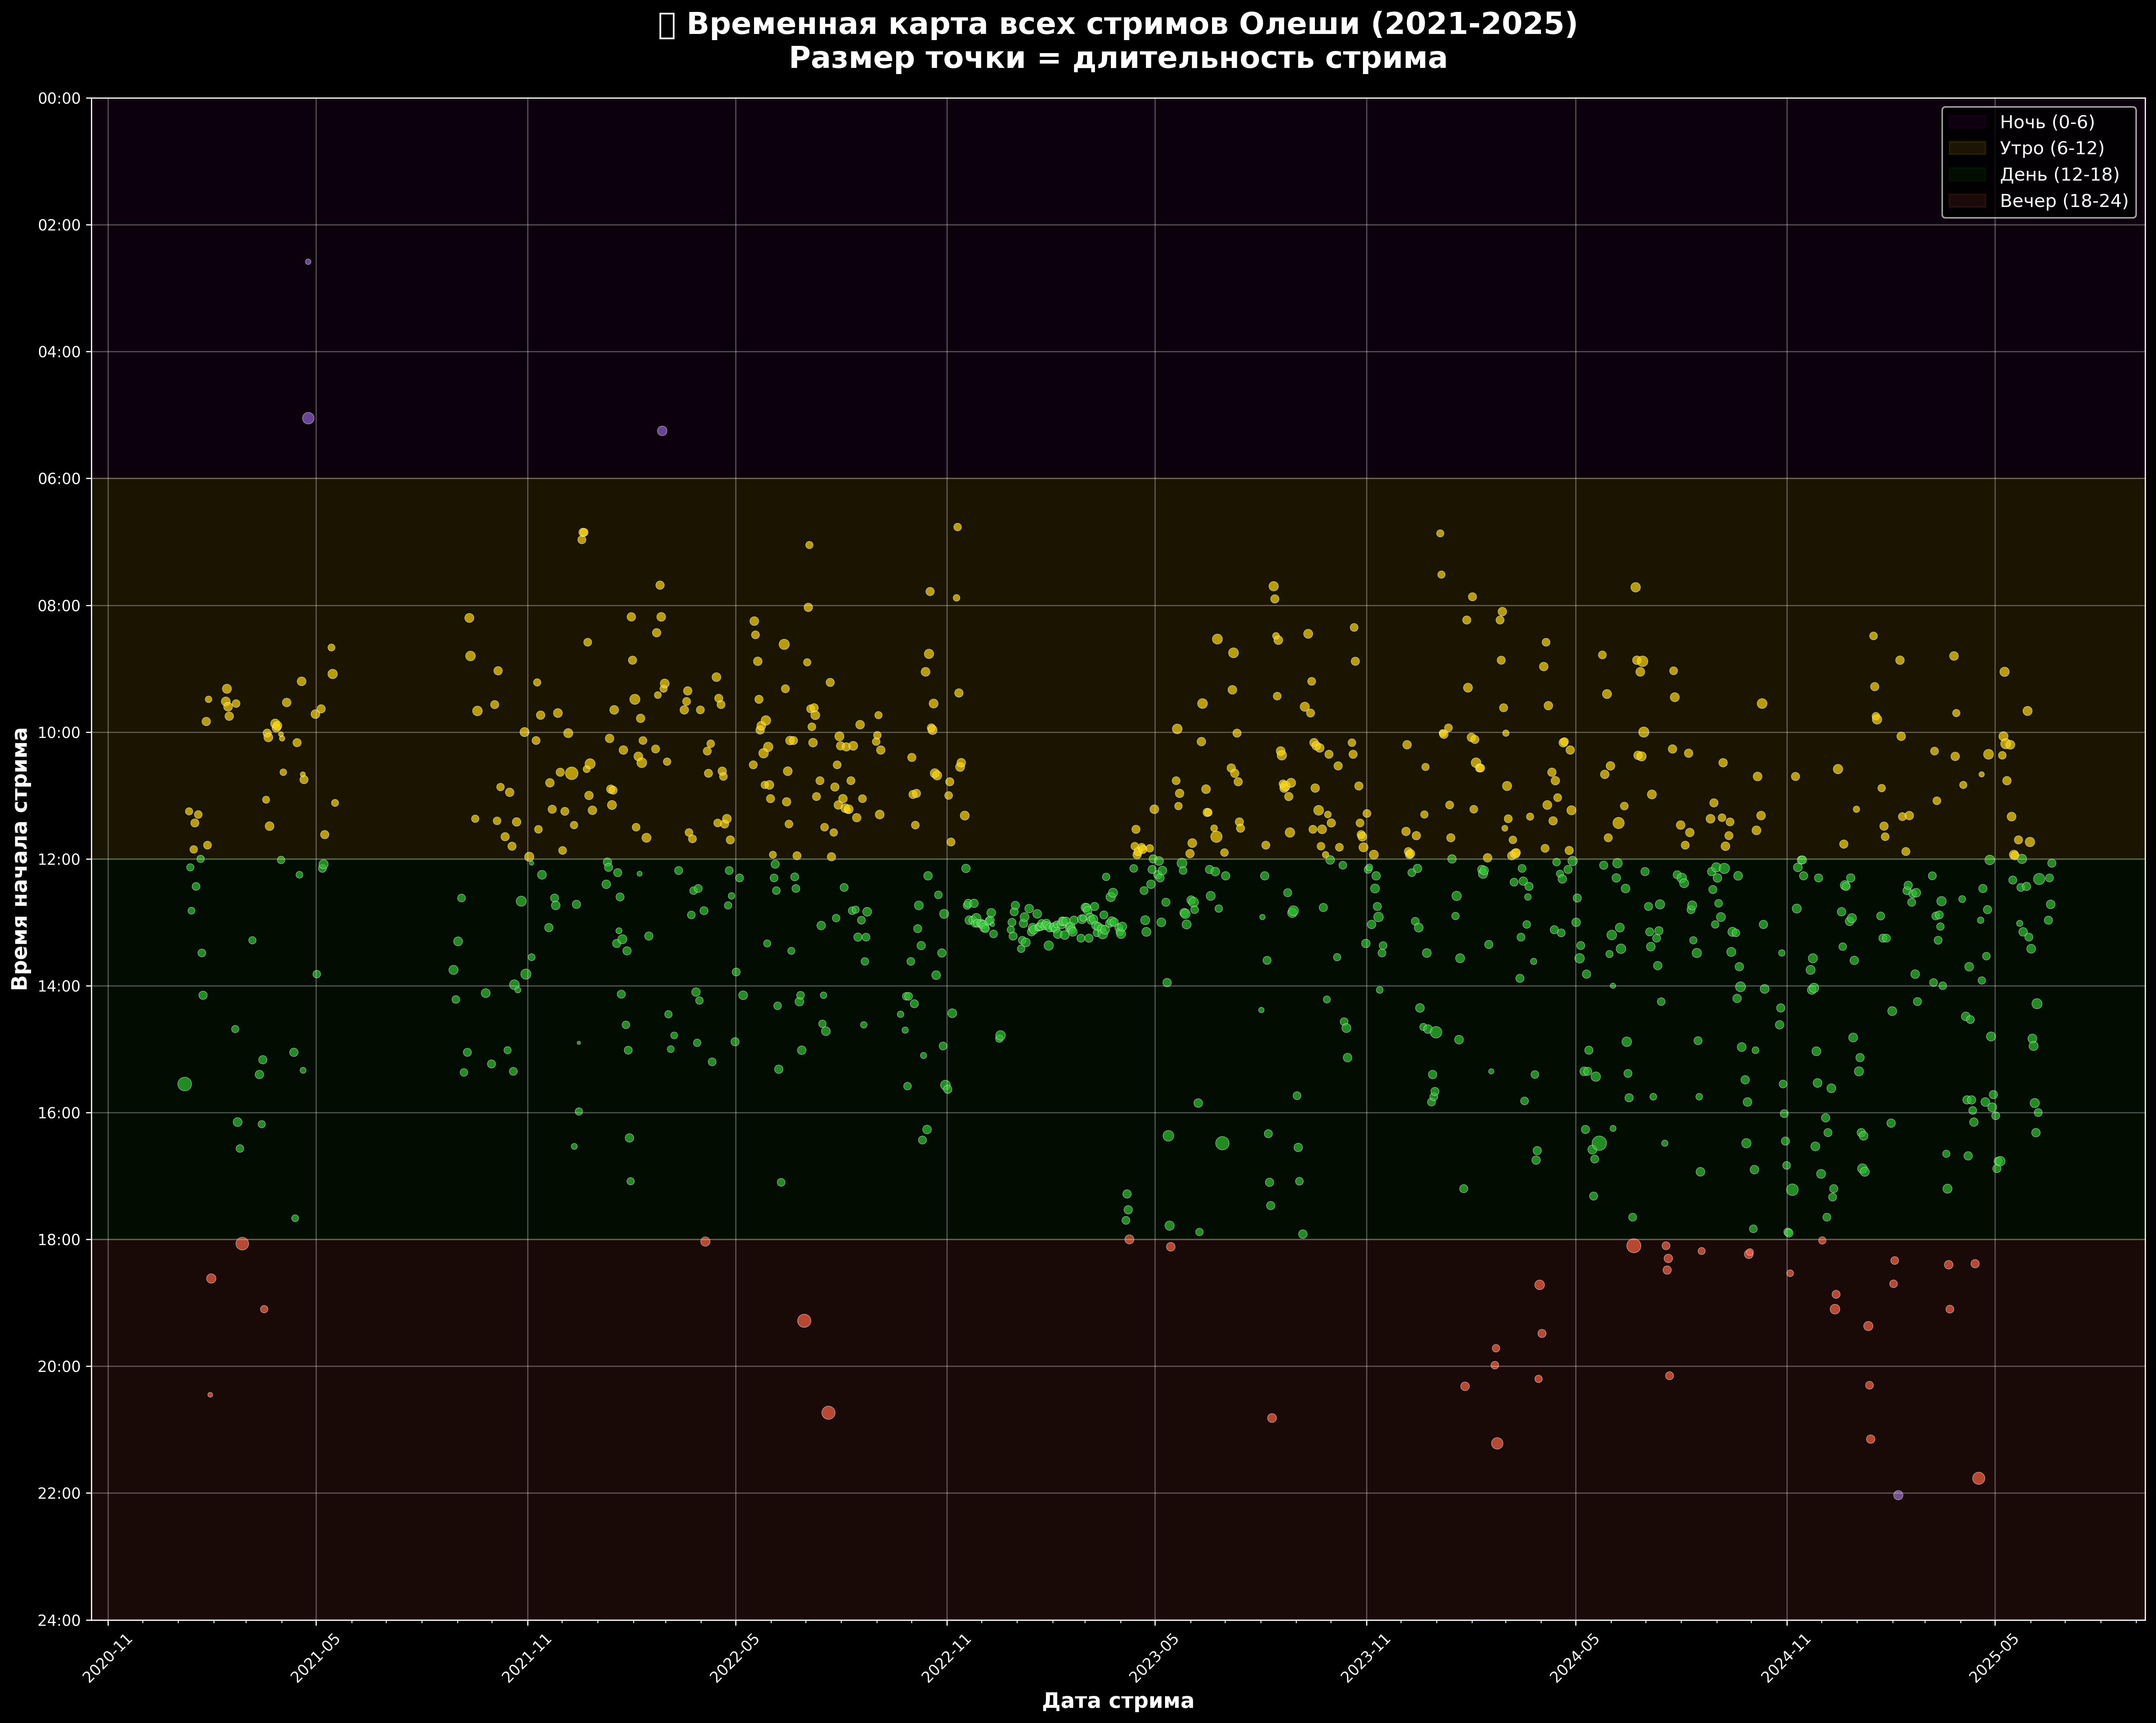 Временная карта всех стримов Олеши (2021-2025)
Размер точки = длительность стрима
Ночь (0-6)
Утро (6-12)
День (12-18)
Вечер (18-24)
Время начала стрима
00:00
02:00
04:00
06:00
08:00
10:00
12:00
14:00
16:00
18:00
20:00
22:00
24:00
2020-11
2021-05
2021-11
2022-05
2022-11
2023-05
2023-11
2024-05
2024-11
2025-05
Дата стрима